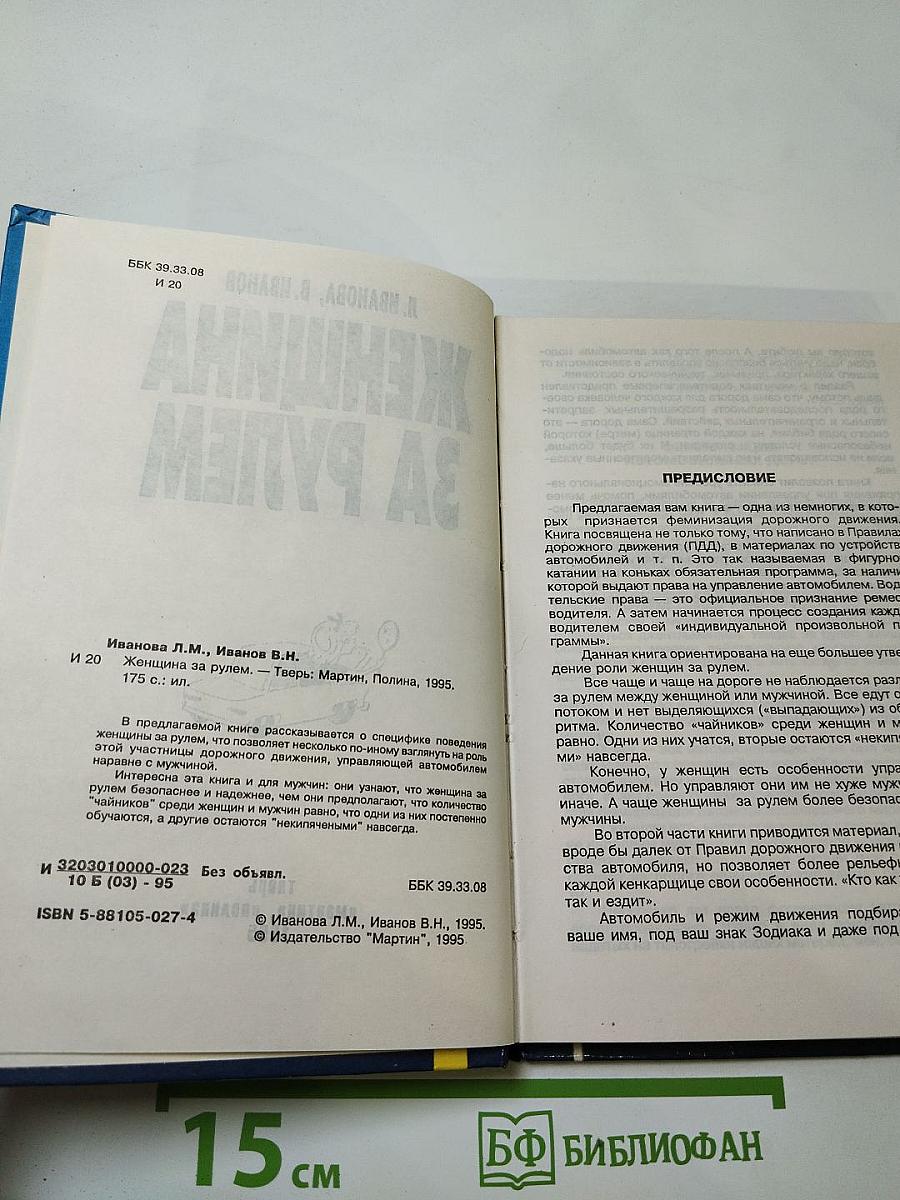 ББК 39.33.08
И 20
Л. ИВАНОВА, В. ИВАНОВ
ЖЕНЩИНА
ЗА РУЛЕМ
Иванова Л.М., Иванов В.Н.
И 20 Женщина за рулем. — Тверь: Мартин, Полина, 1995.
175 с.: ил.
В предлагаемой книге рассказывается о специфике поведения
женщины за рулем, что позволяет несколько по-иному взглянуть на роль
этой участницы дорожного движения, управляющей автомобилем
наравне с мужчиной.
Интересна эта книга и для мужчин: они узнают, что женщина за
рулем безопаснее и надежнее, чем они предполагают, что количество
"чайников" среди женщин и мужчин равно, что одни из них постепенно
обучаются, а другие остаются "некипячеными" навсегда.
И 3203010000-023 Без объявл.
10 Б (03) - 95
ББК 39.33.08
ISBN 5-88105-027-4
© Иванова Л.М., Иванов В.Н., 1995.
© Издательство "Мартин", 1995
ПРЕДИСЛОВИЕ
Предлагаемая вам книга — одна из немногих, в кото-
рых признается феминизация дорожного движения.
Книга посвящена не только тому, что написано в Правилах
дорожного движения (ПДД), в материалах по устройств
автомобилей и т. п. Это так называемая в фигурно
катании на коньках обязательная программа, за наличи
которой выдают права на управление автомобилем. Вод
тельские права — это официальное признание ремес
водителя. А затем начинается процесс создания кажд
водителем своей «индивидуальной произвольной п
граммы».
Данная книга ориентирована на еще большее утве
дение роли женщин за рулем.
Все чаще и чаще на дороге не наблюдается разл
за рулем между женщиной или мужчиной. Все едут о
потоком и нет выделяющихся («выпадающих») из об
ритма. Количество «чайников» среди женщин и м
равно. Одни из них учатся, вторые остаются «некипя
ми» навсегда.
Конечно, у женщин есть особенности упра
автомобилем. Но управляют они им не хуже муж
иначе. А чаще женщины за рулем более безопас
мужчины.
Во второй части книги приводится материал,
вроде бы далек от Правил дорожного движения
ства автомобиля, но позволяет более рельеф
каждой кенкарщице свои особенности. «Кто как
так и ездит».
Автомобиль и режим движения подбира
ваше имя, под ваш знак Зодиака и даже под
15 см
БФ БИБЛИОФАН